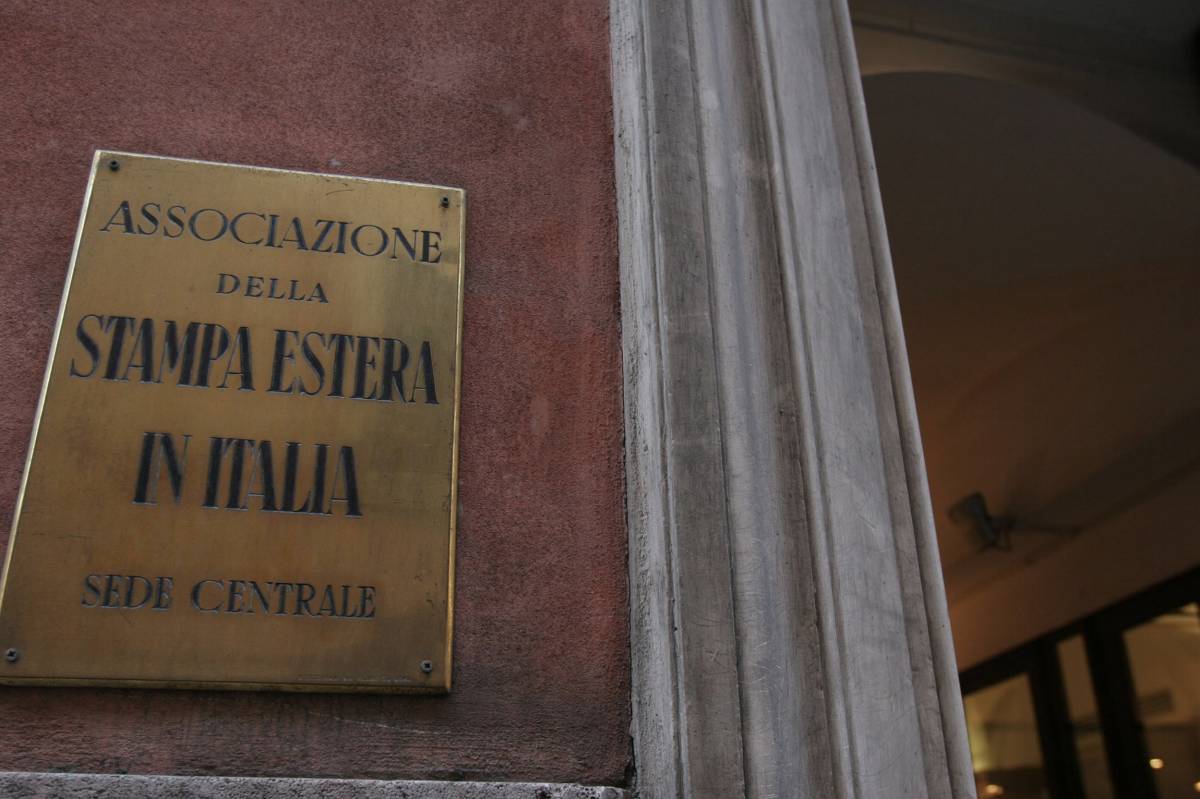 ASSOCIAZIONE
DELLA
STAMPA ESTERA
IN ITALIA
SEDE CENTRALE